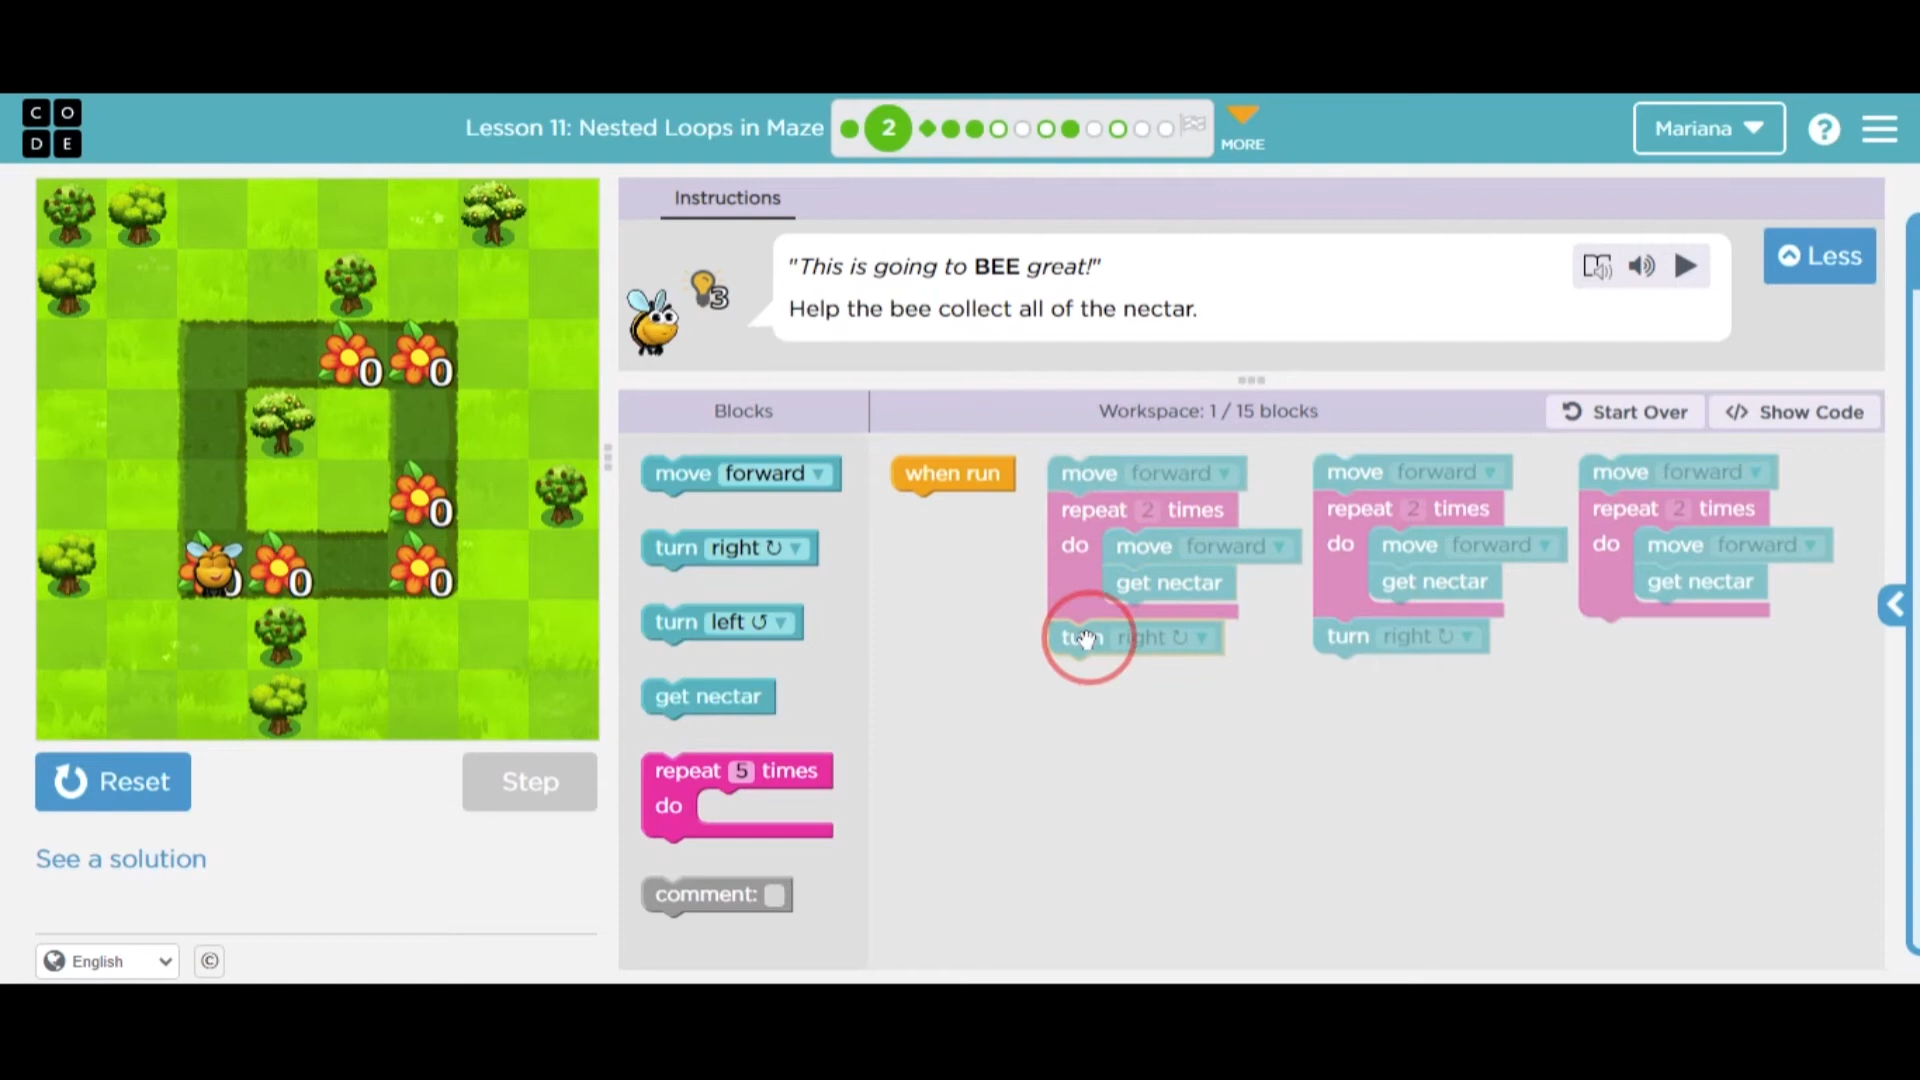 CODE
Lesson 11: Nested Loops in Maze
2
MORE
Mariana
?
Instructions
3
"This is going to BEE great!"
Help the bee collect all of the nectar.
Less
0
0
0
0
0
0
Blocks
Workspace: 1 / 15 blocks
Start Over
</> Show Code
move forward
turn right
turn left
get nectar
repeat 5 times
do
comment:
when run
move forward
repeat 2 times
do move forward
get nectar
turn right
move forward
repeat 2 times
do move forward
get nectar
turn right
move forward
repeat 2 times
do move forward
get nectar
Reset
Step
See a solution
English
©